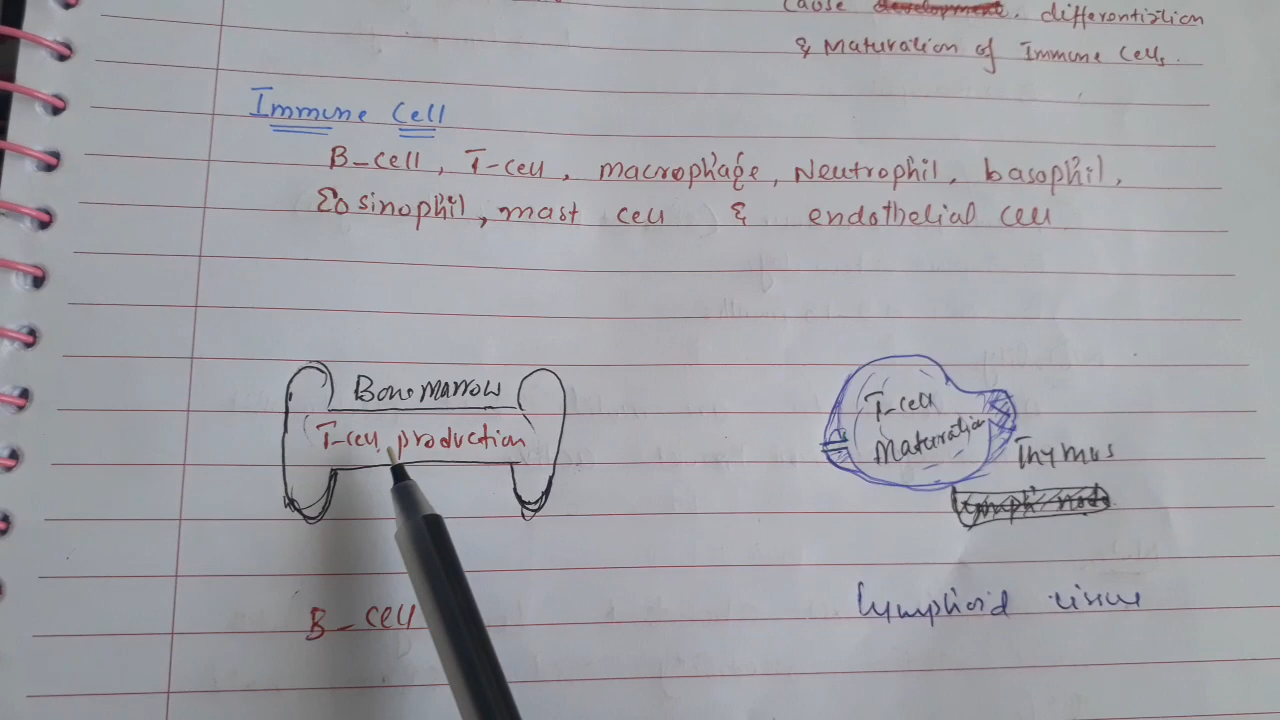 cause development. differentiation
& Maturation of Immune Cells.
Immune Cell
B-cell, T-cell, macrophage, Neutrophil, basophil,
Eosinophil, mast cell & endothelial cell
Bone marrow
T-cell production
T-cell
Maturation
Thymus
lymph node
B-cell
lymphoid tissue